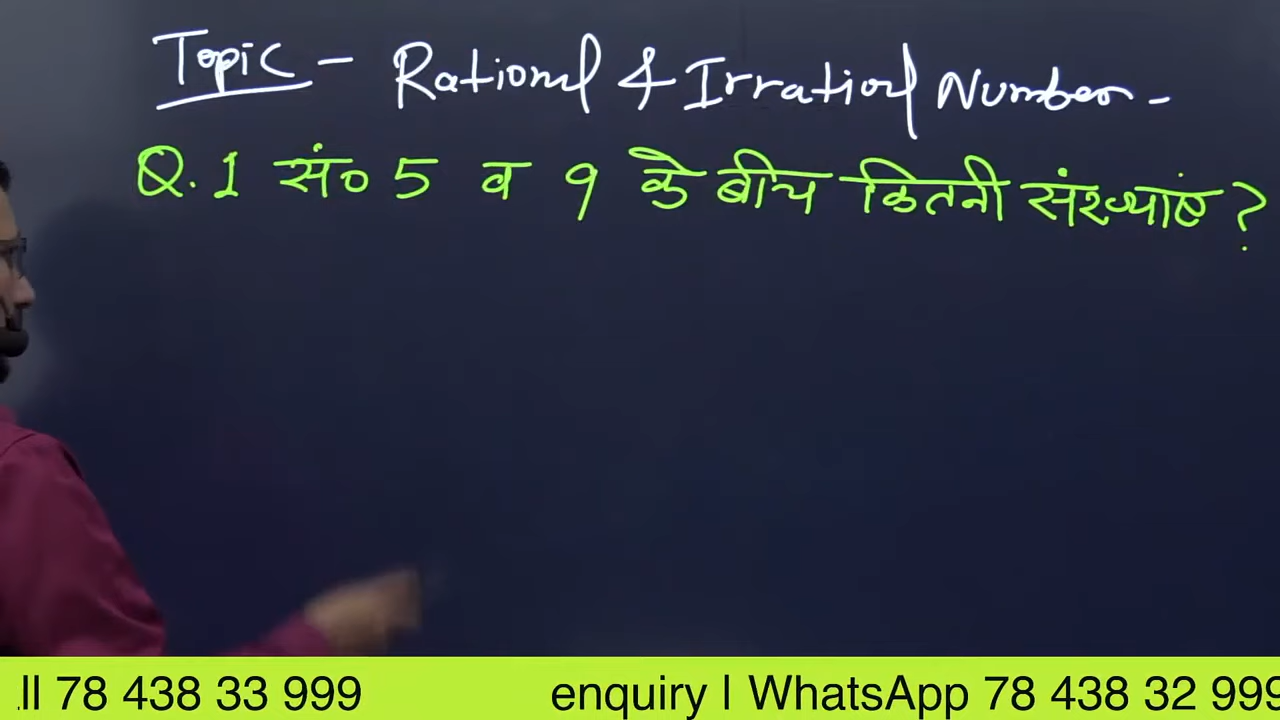 Topic - Rational & Irrational Number -
Q.1 सं० 5 व 9 के बीच कितनी संख्याएं ?
.ll 78 438 33 999 enquiry | WhatsApp 78 438 32 999